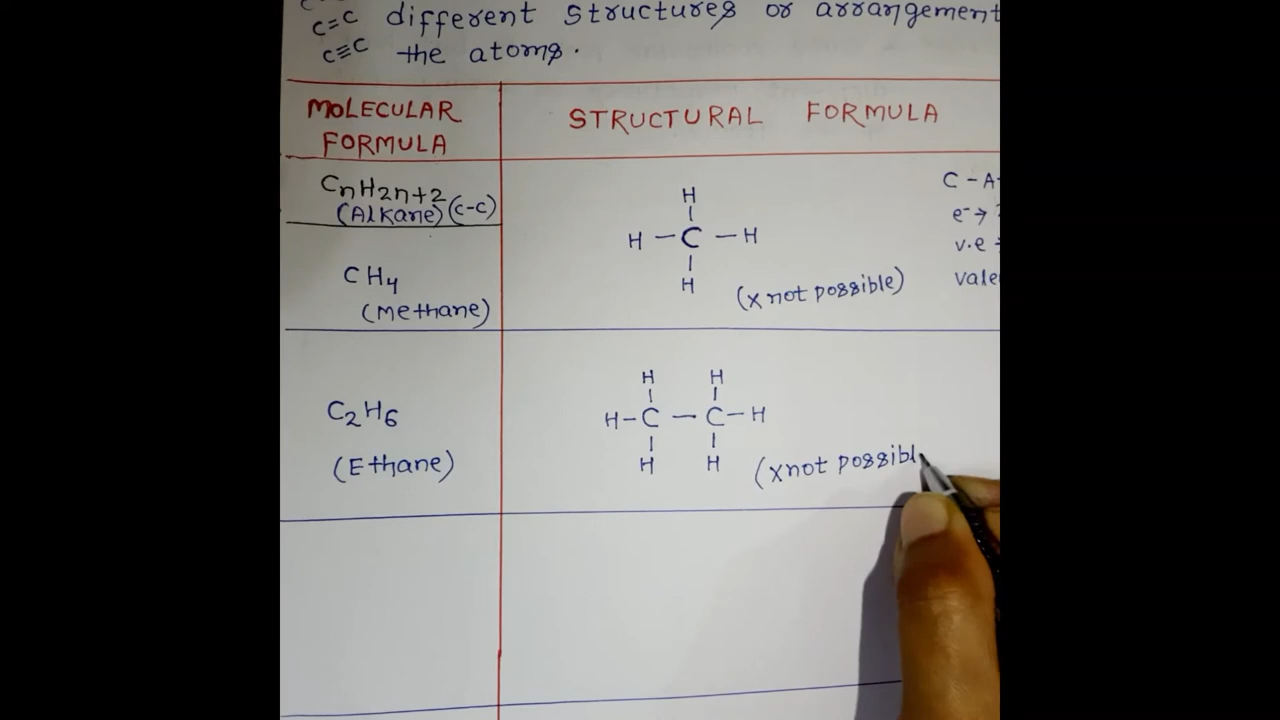 C=C different structures or arrangement
C≡C the atoms.
MOLECULAR FORMULA
STRUCTURAL FORMULA
CnH2n+2
(Alkane) (C-C)
H
H - C - H
H
(x not possible)
C - A
e- → 
v.e
vale
CH4
(Methane)
C2H6
(Ethane)
H H
H - C - C - H
H H
(x not possibl